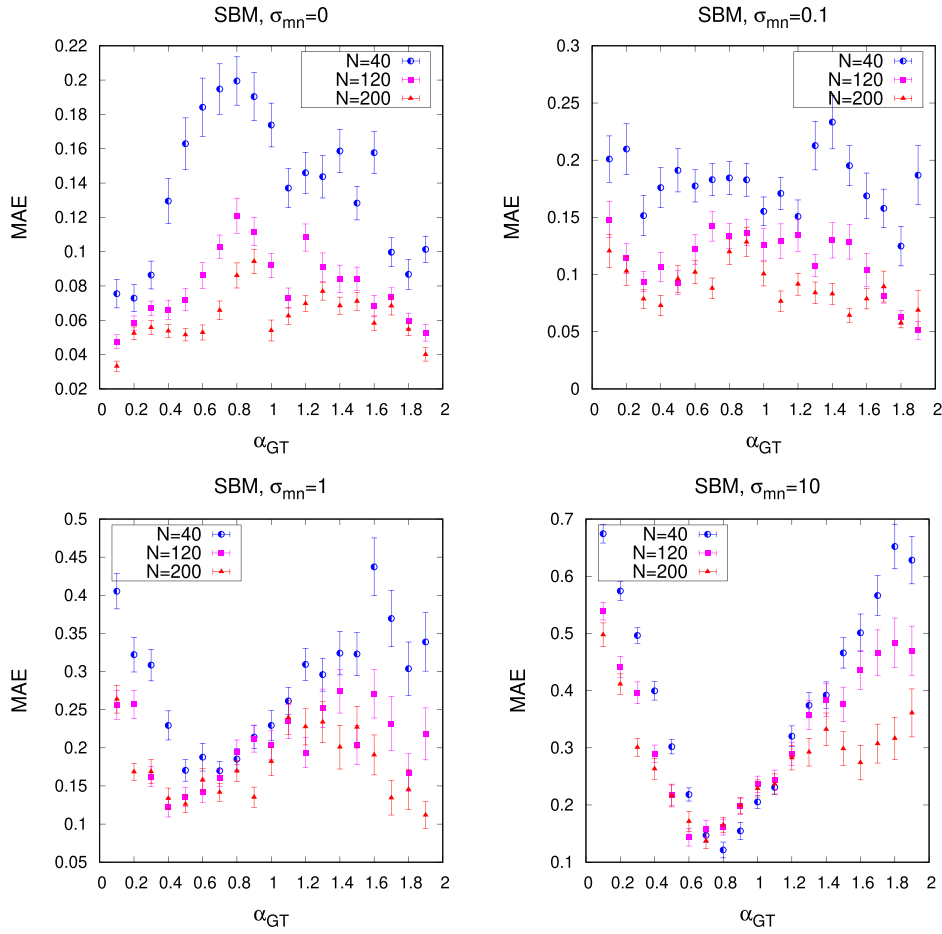 SBM, σmn=0
N=40
N=120
N=200
MAE
0.22
0.2
0.18
0.16
0.14
0.12
0.1
0.08
0.06
0.04
0.02
0 0.2 0.4 0.6 0.8 1 1.2 1.4 1.6 1.8 2
αGT
SBM, σmn=0.1
N=40
N=120
N=200
MAE
0.3
0.25
0.2
0.15
0.1
0.05
0
0 0.2 0.4 0.6 0.8 1 1.2 1.4 1.6 1.8 2
αGT
SBM, σmn=1
N=40
N=120
N=200
MAE
0.5
0.45
0.4
0.35
0.3
0.25
0.2
0.15
0.1
0.05
0 0.2 0.4 0.6 0.8 1 1.2 1.4 1.6 1.8 2
αGT
SBM, σmn=10
N=40
N=120
N=200
MAE
0.7
0.6
0.5
0.4
0.3
0.2
0.1
0 0.2 0.4 0.6 0.8 1 1.2 1.4 1.6 1.8 2
αGT